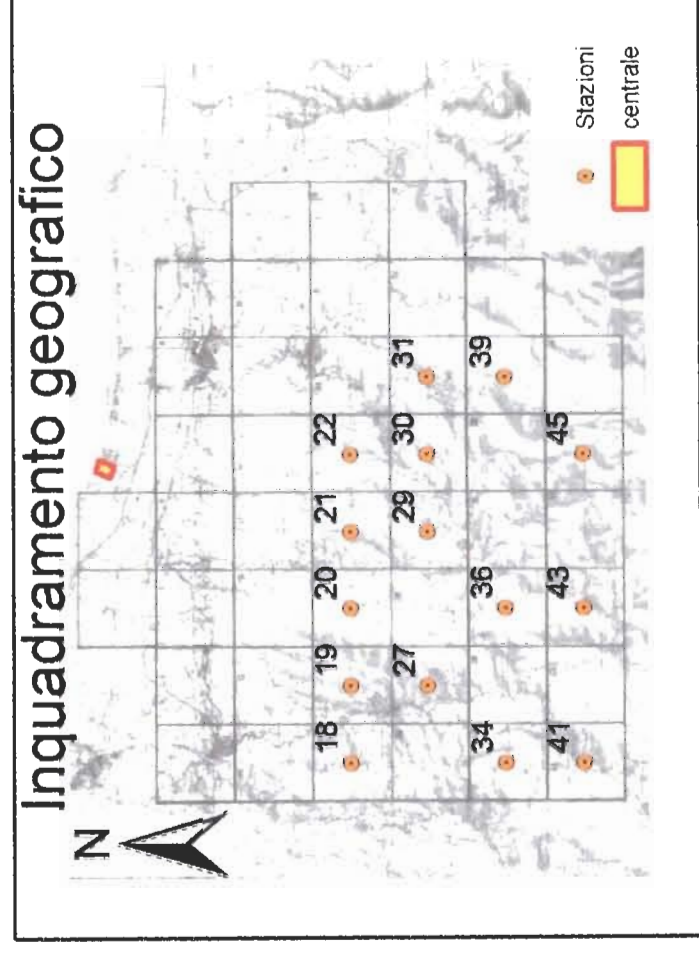 Inquadramento geografico
N
18 19 20 21 22
27 29 30 31
34 36 39
41 43 45
Stazioni
centrale